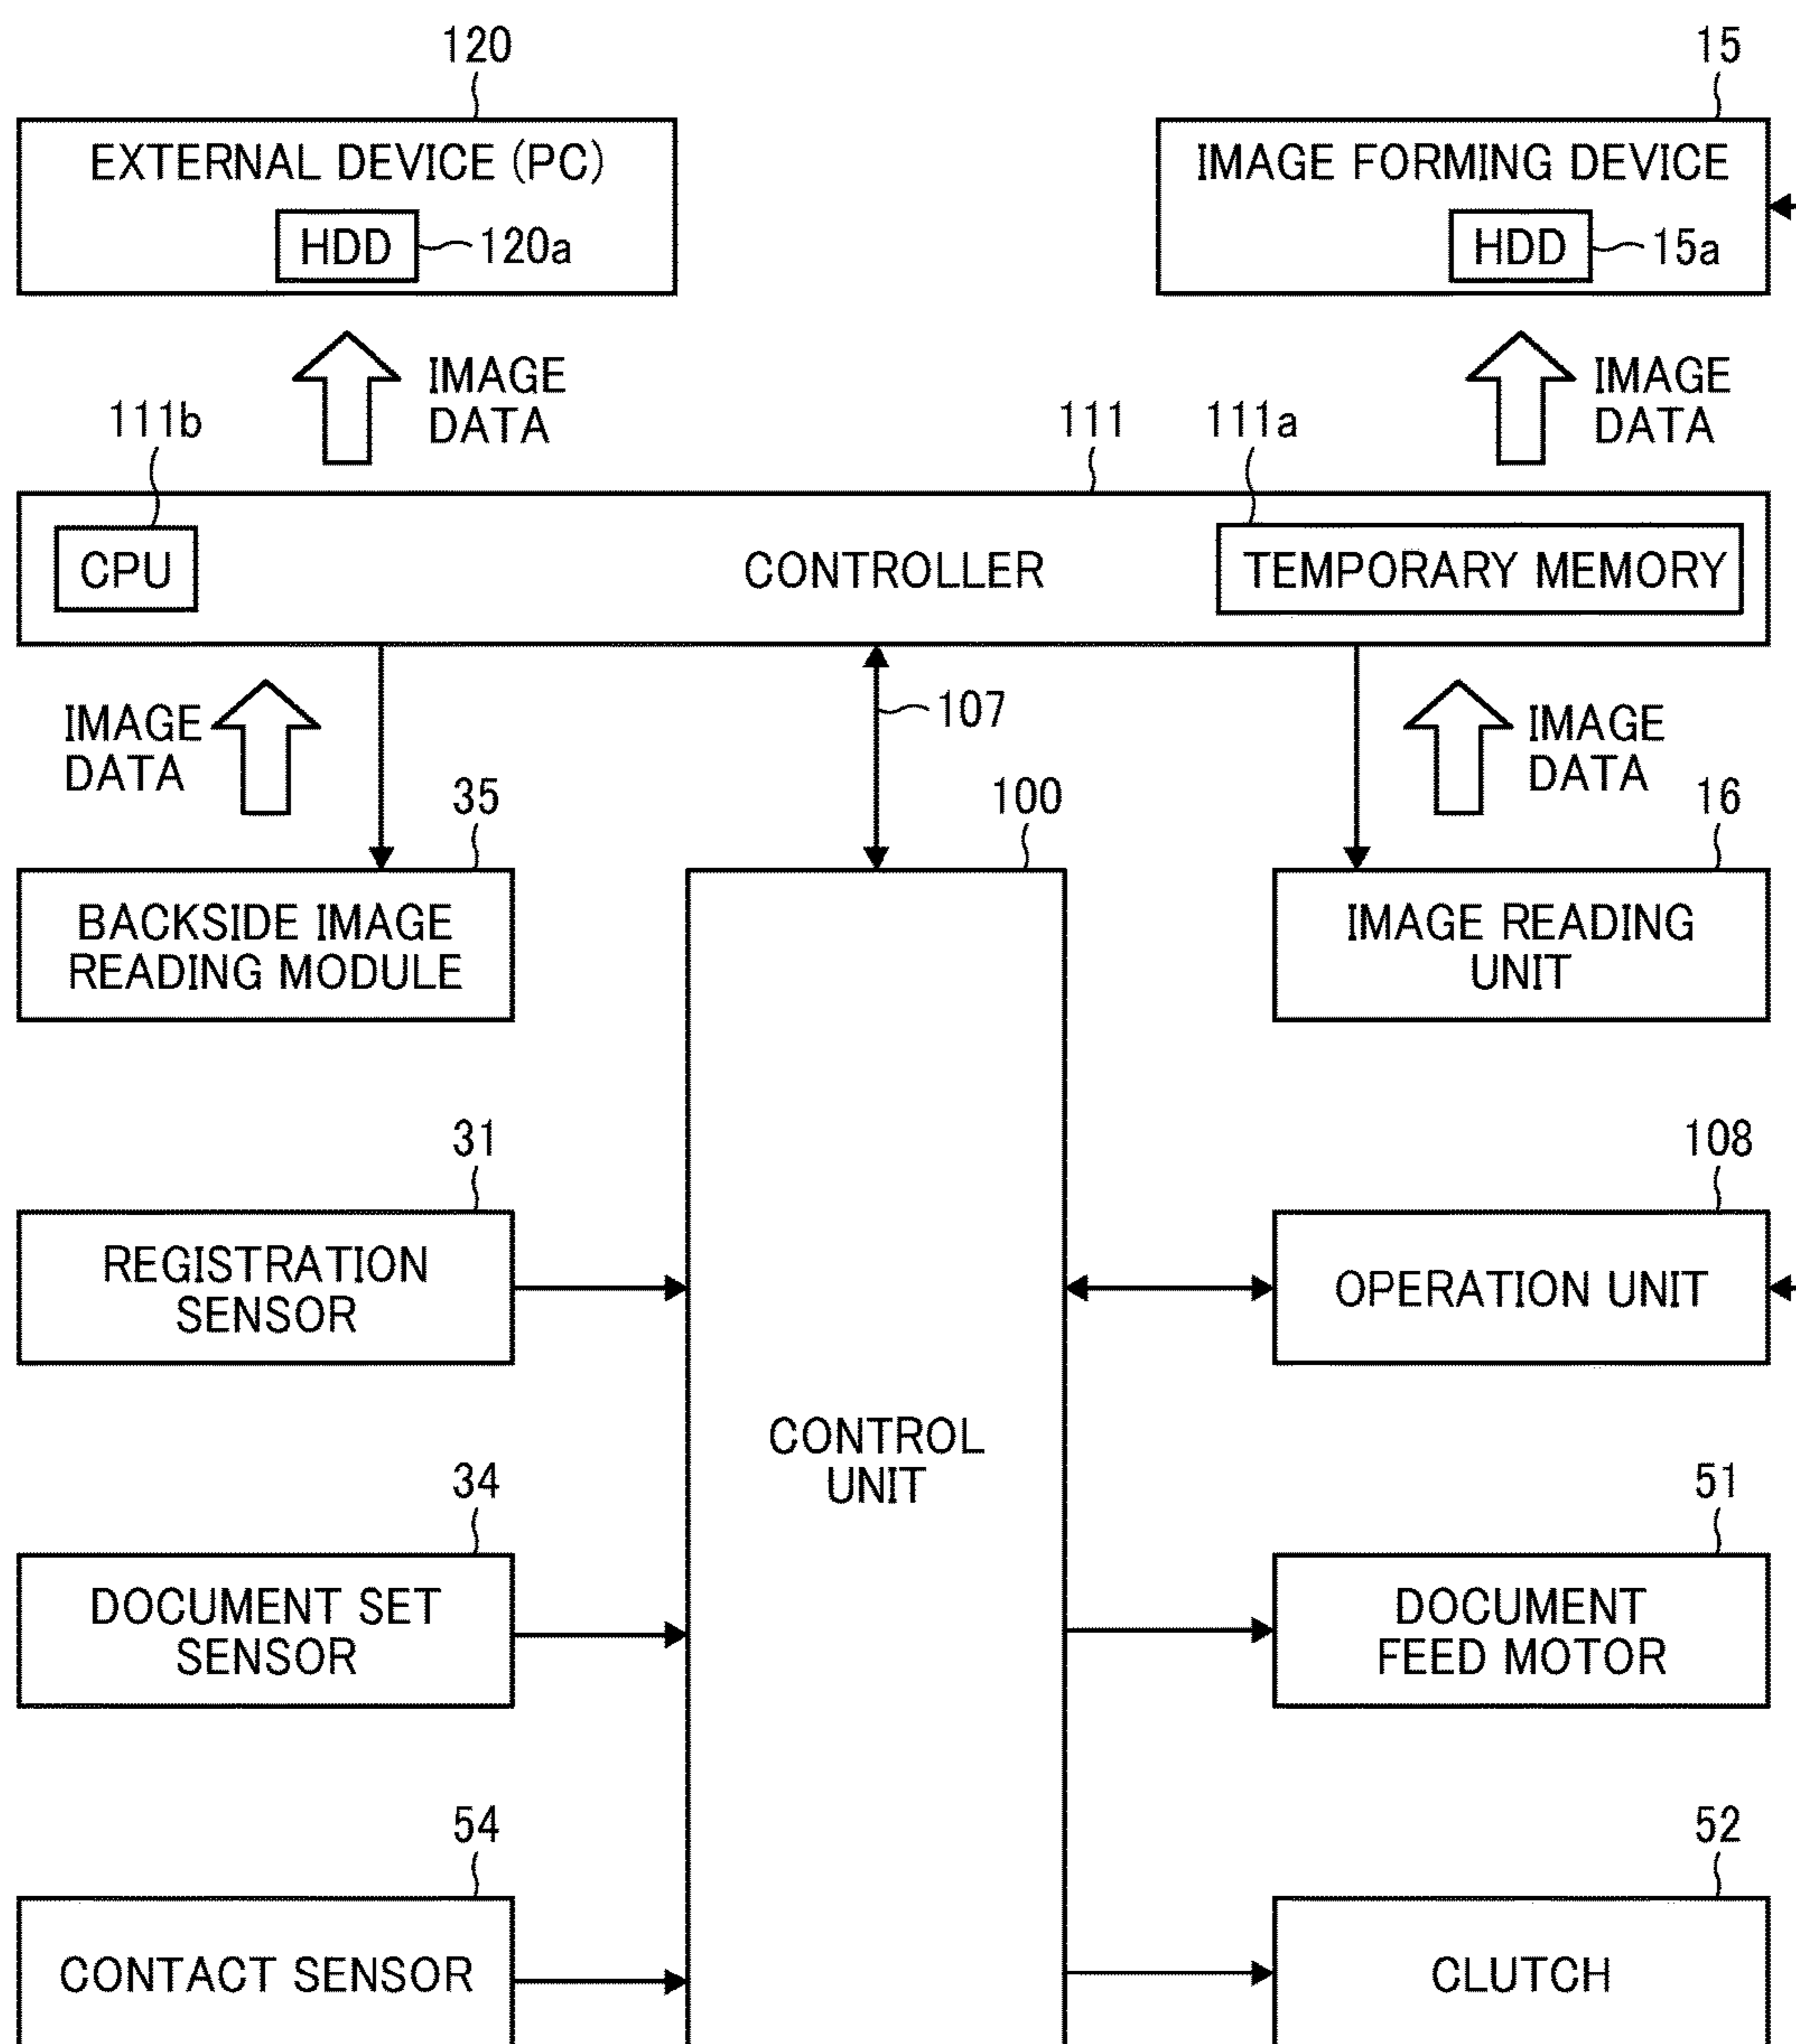 120
15
EXTERNAL DEVICE (PC)
HDD
120a
IMAGE FORMING DEVICE
HDD
15a
IMAGE
DATA
IMAGE
DATA
111b
111
111a
CPU
CONTROLLER
TEMPORARY MEMORY
IMAGE
DATA
107
IMAGE
DATA
35
100
16
BACKSIDE IMAGE
READING MODULE
IMAGE READING
UNIT
31
108
REGISTRATION
SENSOR
OPERATION UNIT
CONTROL
UNIT
34
51
DOCUMENT SET
SENSOR
DOCUMENT
FEED MOTOR
54
52
CONTACT SENSOR
CLUTCH